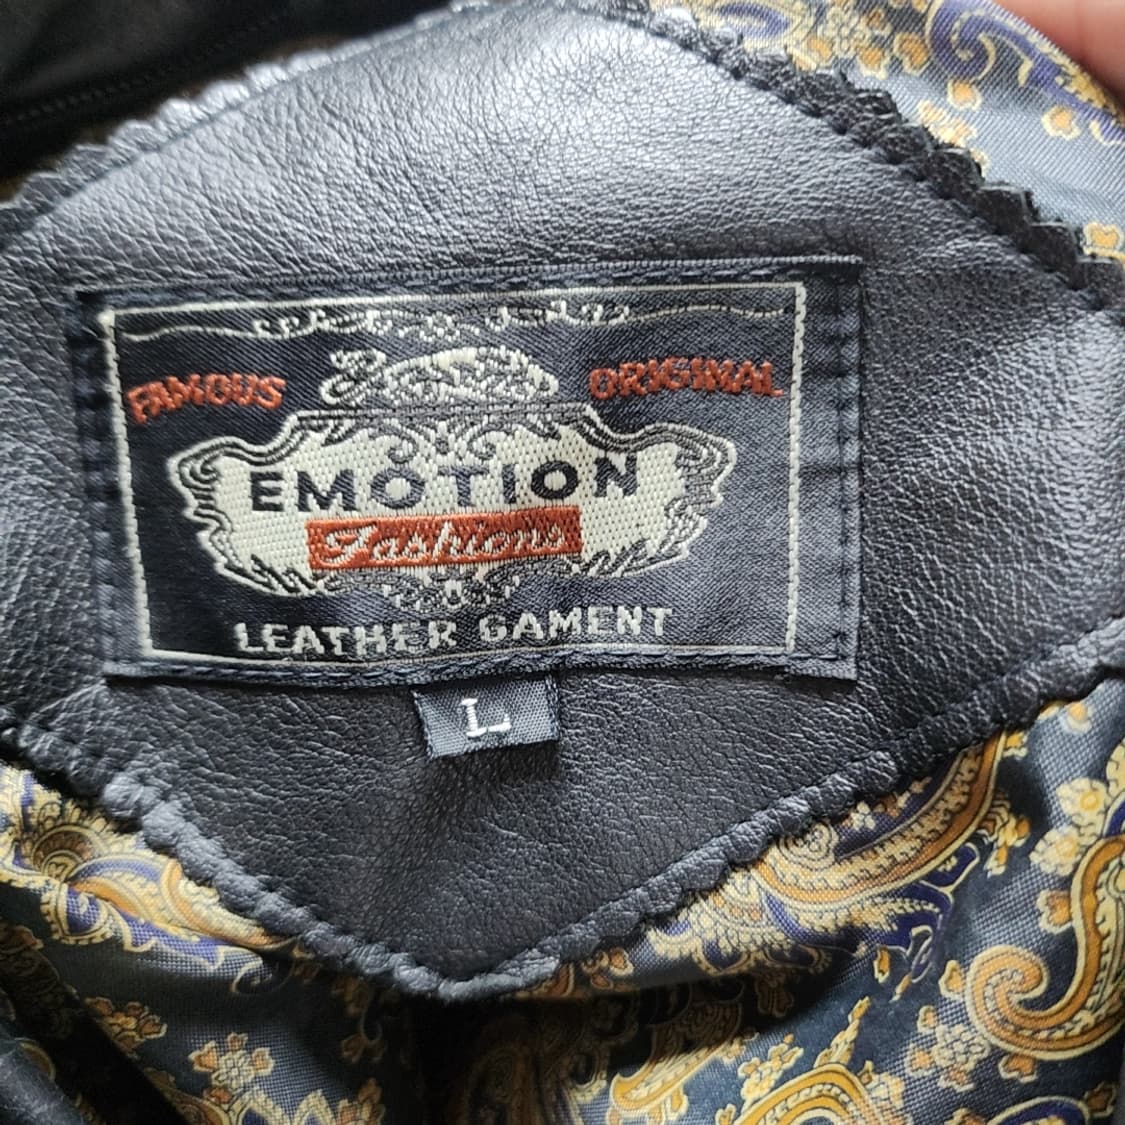 FAMOUS
ORIGINAL
EMOTION
Fashions
LEATHER GAMENT
L